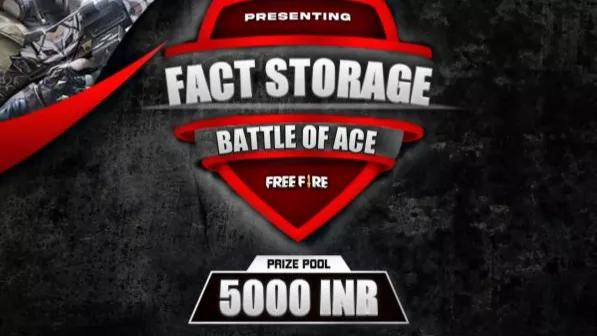 PRESENTING
FACT STORAGE
BATTLE OF ACE
FREE FIRE
PRIZE POOL
5000 INR